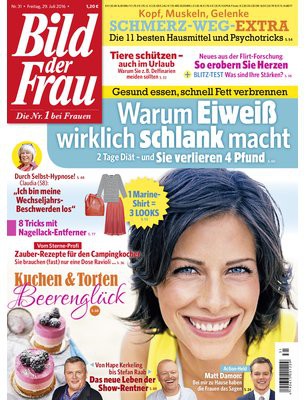 Nr. 31 • Freitag, 29. Juli 2016 •
1,20 €
Bild
der Frau
Die Nr. 1 bei Frauen
Kopf, Muskeln, Gelenke
SCHMERZ-WEG-EXTRA
Die 11 besten Hausmittel und Psychotricks
Tiere schützen –
auch im Urlaub
Warum Sie z. B. Delfinarien
meiden sollten
Neues aus der Flirt-Forschung
So erobern Sie Herzen
+ BLITZ-TEST Was sind Ihre Stärken?
Gesund essen, schnell Fett verbrennen
Warum Eiweiß
wirklich schlank macht
2 Tage Diät – und Sie verlieren 4 Pfund
Durch Selbst-Hypnose!
Claudia (58):
„Ich bin meine
Wechseljahrs-
Beschwerden los“
1 Marine-
Shirt =
3 LOOKS
8 Tricks mit
Nagellack-Entferner
Vom Sterne-Profi
Zauber-Rezepte für den Campingkocher
Sie brauchen (fast) nur eine Dose Ravioli ...
Kuchen & Torten
Beerenglück
Von Hape Kerkeling
bis Stefan Raab
Das neue Leben der
Show-Rentner
Action-Held
Matt Damon:
Bei mir zu Hause haben
die Frauen das Sagen